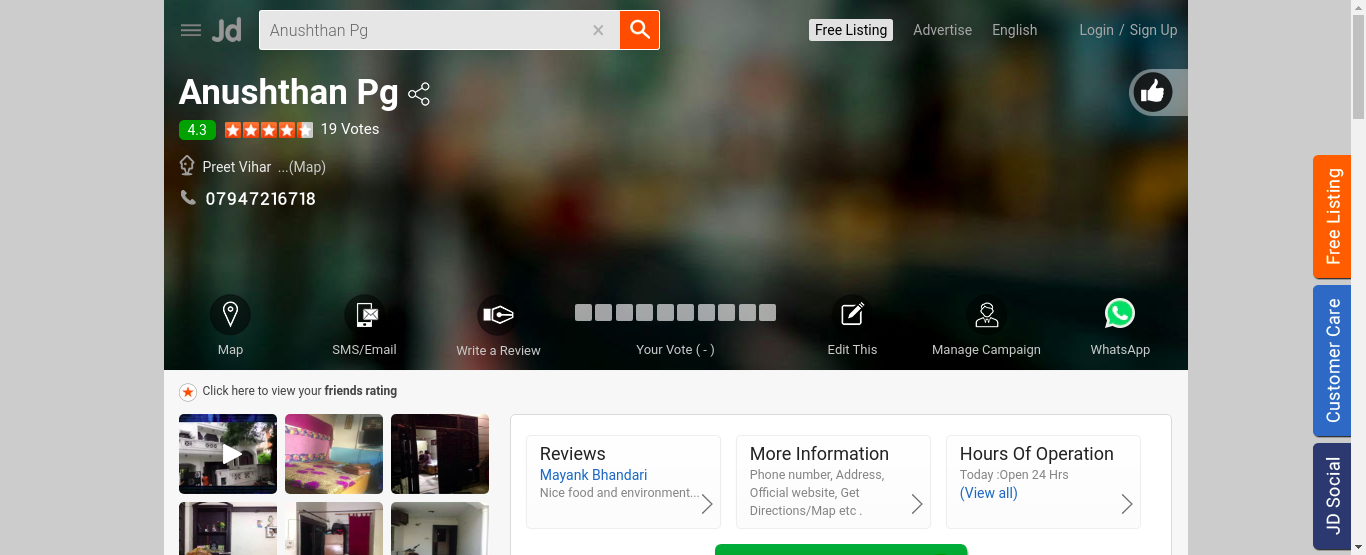 Jd
Anushthan Pg
Free Listing
Advertise
English
Login / Sign Up
Anushthan Pg
4.3
19 Votes
Preet Vihar ...(Map)
07947216718
Map
SMS/Email
Write a Review
Your Vote ( - )
Edit This
Manage Campaign
WhatsApp
Click here to view your friends rating
Reviews
Mayank Bhandari
Nice food and environment...
More Information
Phone number, Address,
Official website, Get
Directions/Map etc .
Hours Of Operation
Today :Open 24 Hrs
(View all)
Free Listing
Customer Care
JD Social